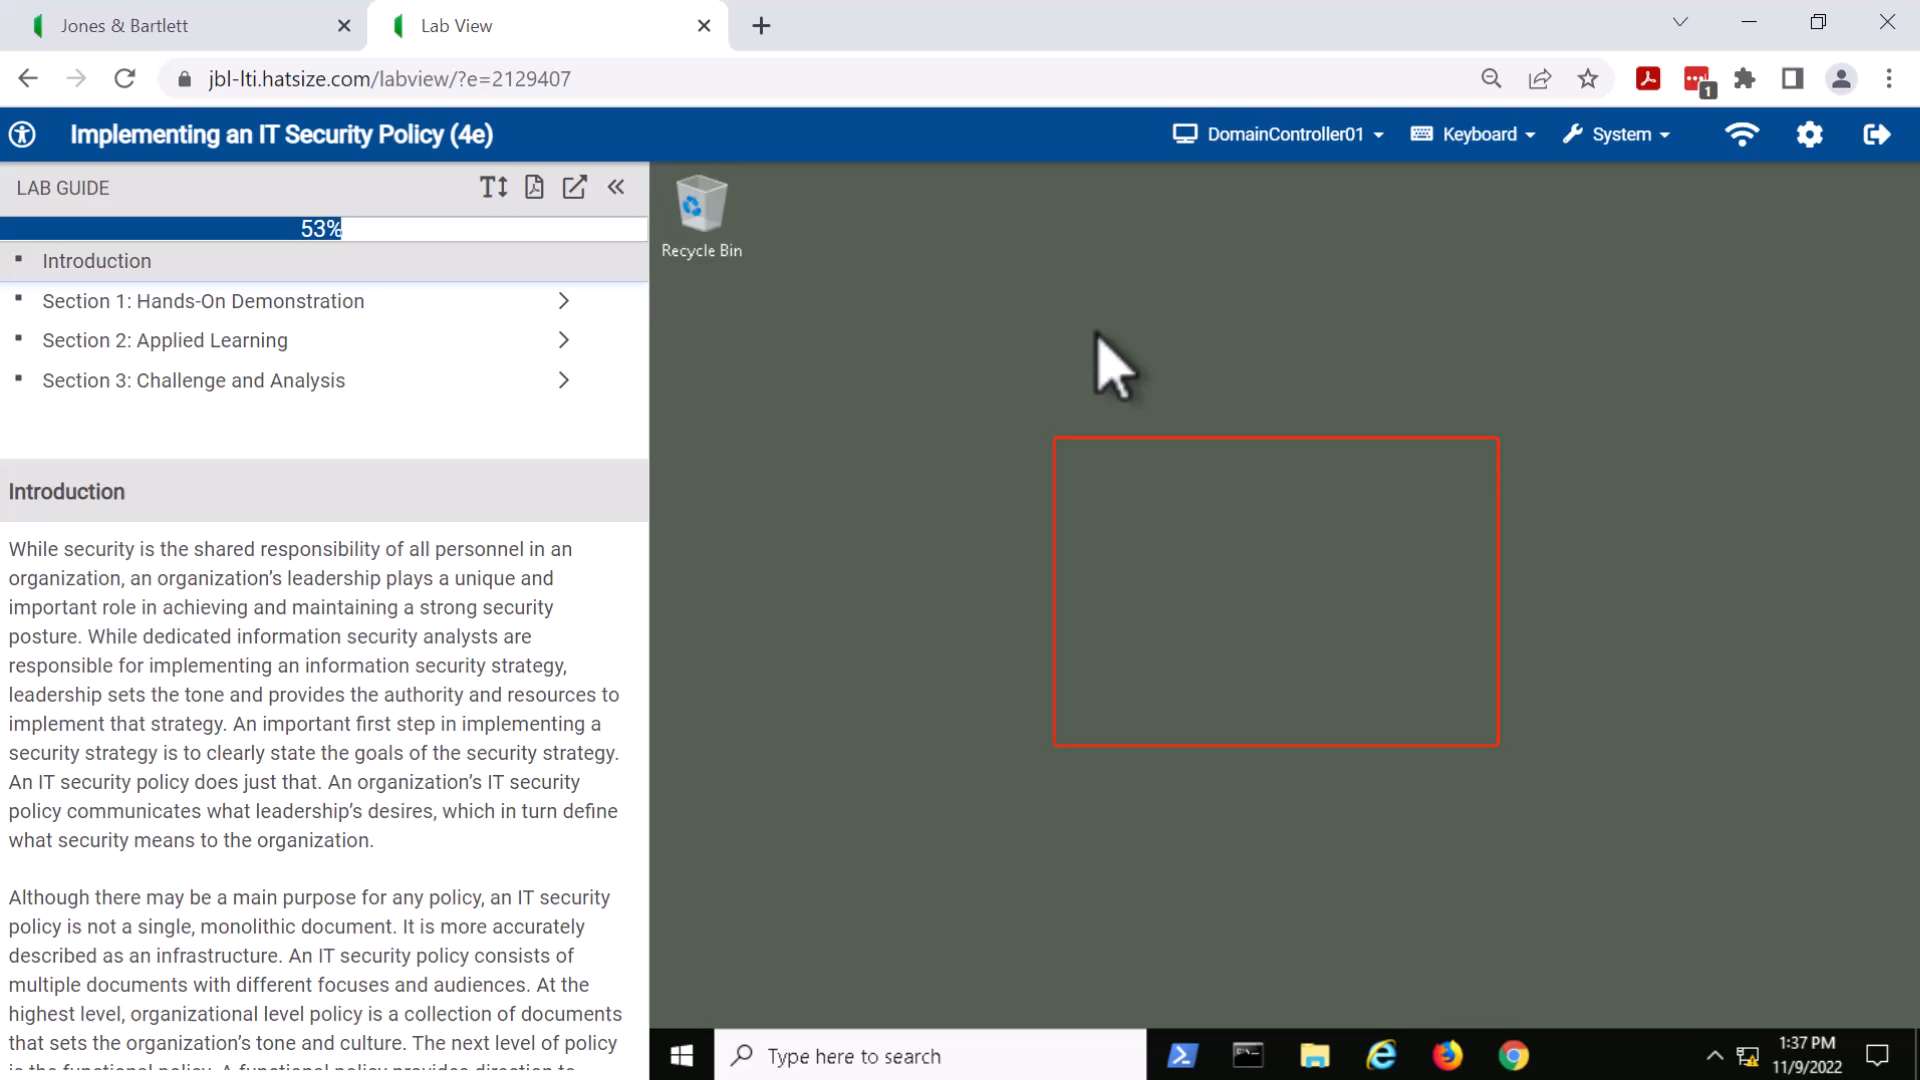 Jones & Bartlett
Lab View
jbl-lti.hatsize.com/labview/?e=2129407
1
Implementing an IT Security Policy (4e)
DomainController01
Keyboard
System
LAB GUIDE
53%
Introduction
Section 1: Hands-On Demonstration
Section 2: Applied Learning
Section 3: Challenge and Analysis
Introduction
While security is the shared responsibility of all personnel in an
organization, an organization's leadership plays a unique and
important role in achieving and maintaining a strong security
posture. While dedicated information security analysts are
responsible for implementing an information security strategy,
leadership sets the tone and provides the authority and resources to
implement that strategy. An important first step in implementing a
security strategy is to clearly state the goals of the security strategy.
An IT security policy does just that. An organization's IT security
policy communicates what leadership's desires, which in turn define
what security means to the organization.
Although there may be a main purpose for any policy, an IT security
policy is not a single, monolithic document. It is more accurately
described as an infrastructure. An IT security policy consists of
multiple documents with different focuses and audiences. At the
highest level, organizational level policy is a collection of documents
that sets the organization's tone and culture. The next level of policy
is the functional policy. A functional policy provides direction to
Recycle Bin
Type here to search
1:37 PM
11/9/2022